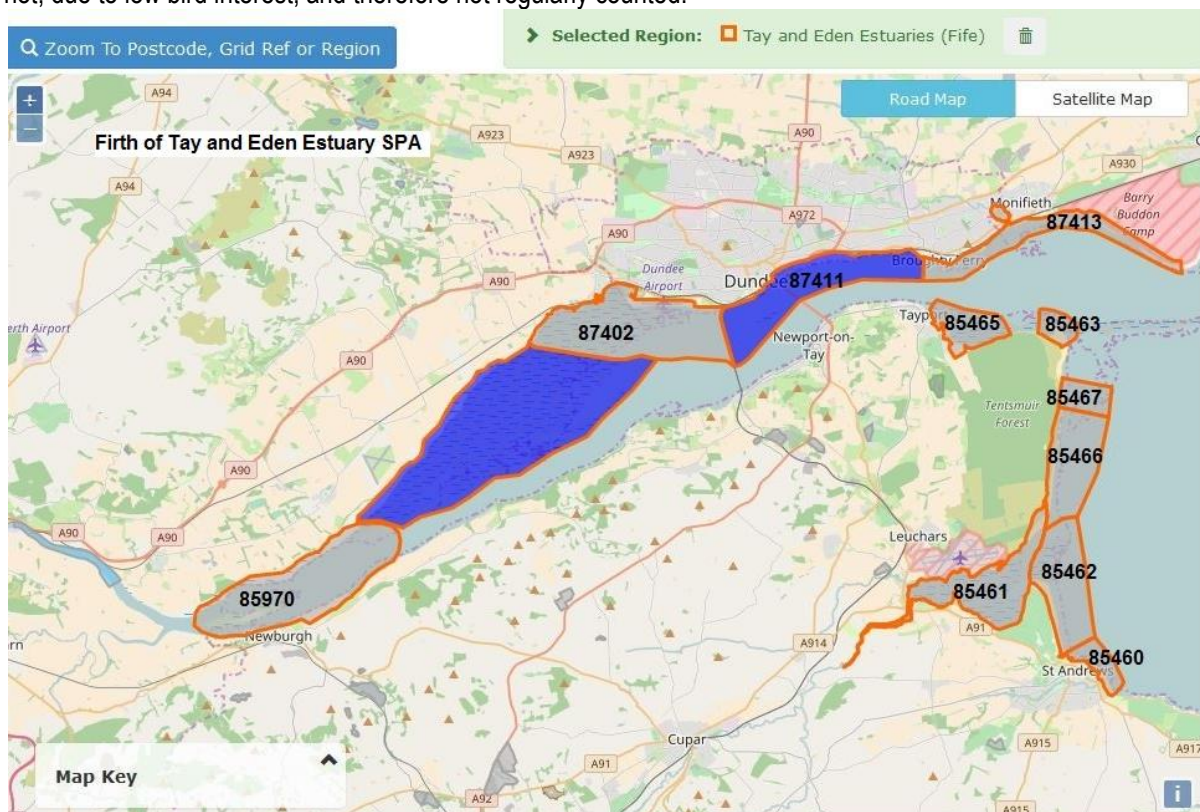 not, due to low bird interest, and therefore not regularly counted.
Zoom To Postcode, Grid Ref or Region
Selected Region: Tay and Eden Estuaries (Fife)
+
−
Road Map
Satellite Map
Firth of Tay and Eden Estuary SPA
A94
A923
A90
A923
A930
A94
Monifieth
Barry
Buddon
Camp
87413
A972
A90
Broughty Ferry
Dundee
Airport
Dundee
87411
A90
erth Airport
87402
Tayport
85465
85463
Newport-on-
Tay
A90
85467
Tentsmuir
Forest
85466
A90
A90
A90
Leuchars
85462
85461
85970
Newburgh
A91
A914
85460
St Andrews
rn
Cupar
A915
A917
Map Key
A91
A92
A915
i